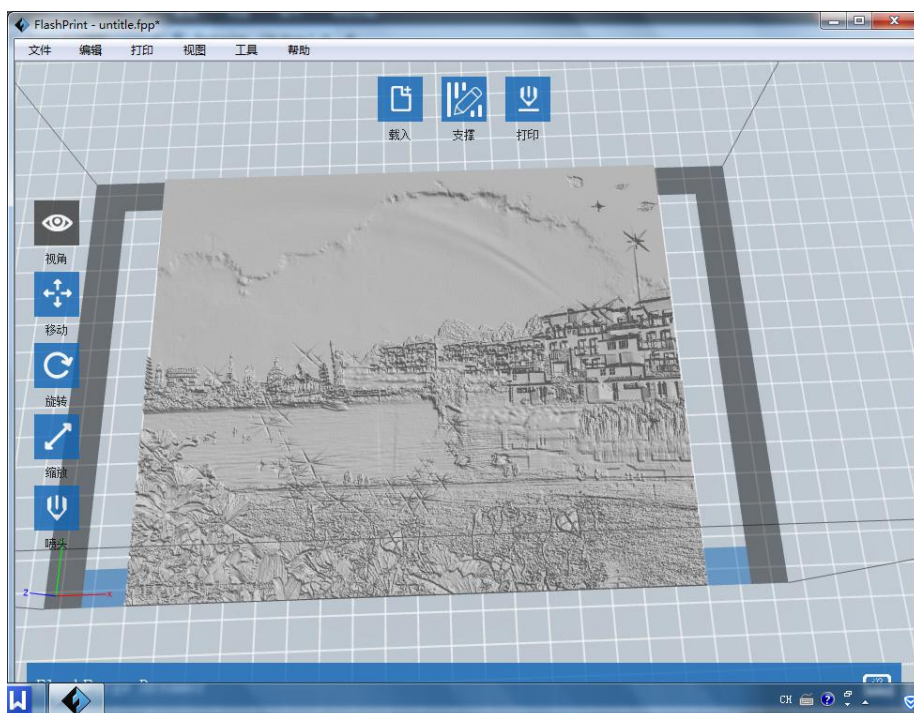 FlashPrint - untitle.fpp*
文件 编辑 打印 视图 工具 帮助
载入 支撑 打印
视角
移动
旋转
缩放
喷头
z x
CH